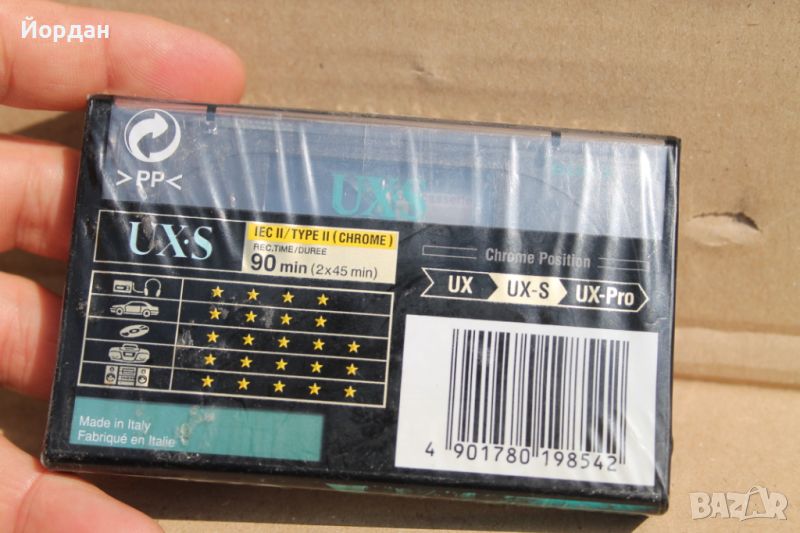 Йордан
>PP<
UX·S
UX·S
IEC II/TYPE II (CHROME)
REC.TIME/DUREE
90 min (2x45 min)
Chrome Position
UX
UX-S
UX-Pro
Made in Italy
Fabriqué en Italie
4 901780 198542
BAZAR